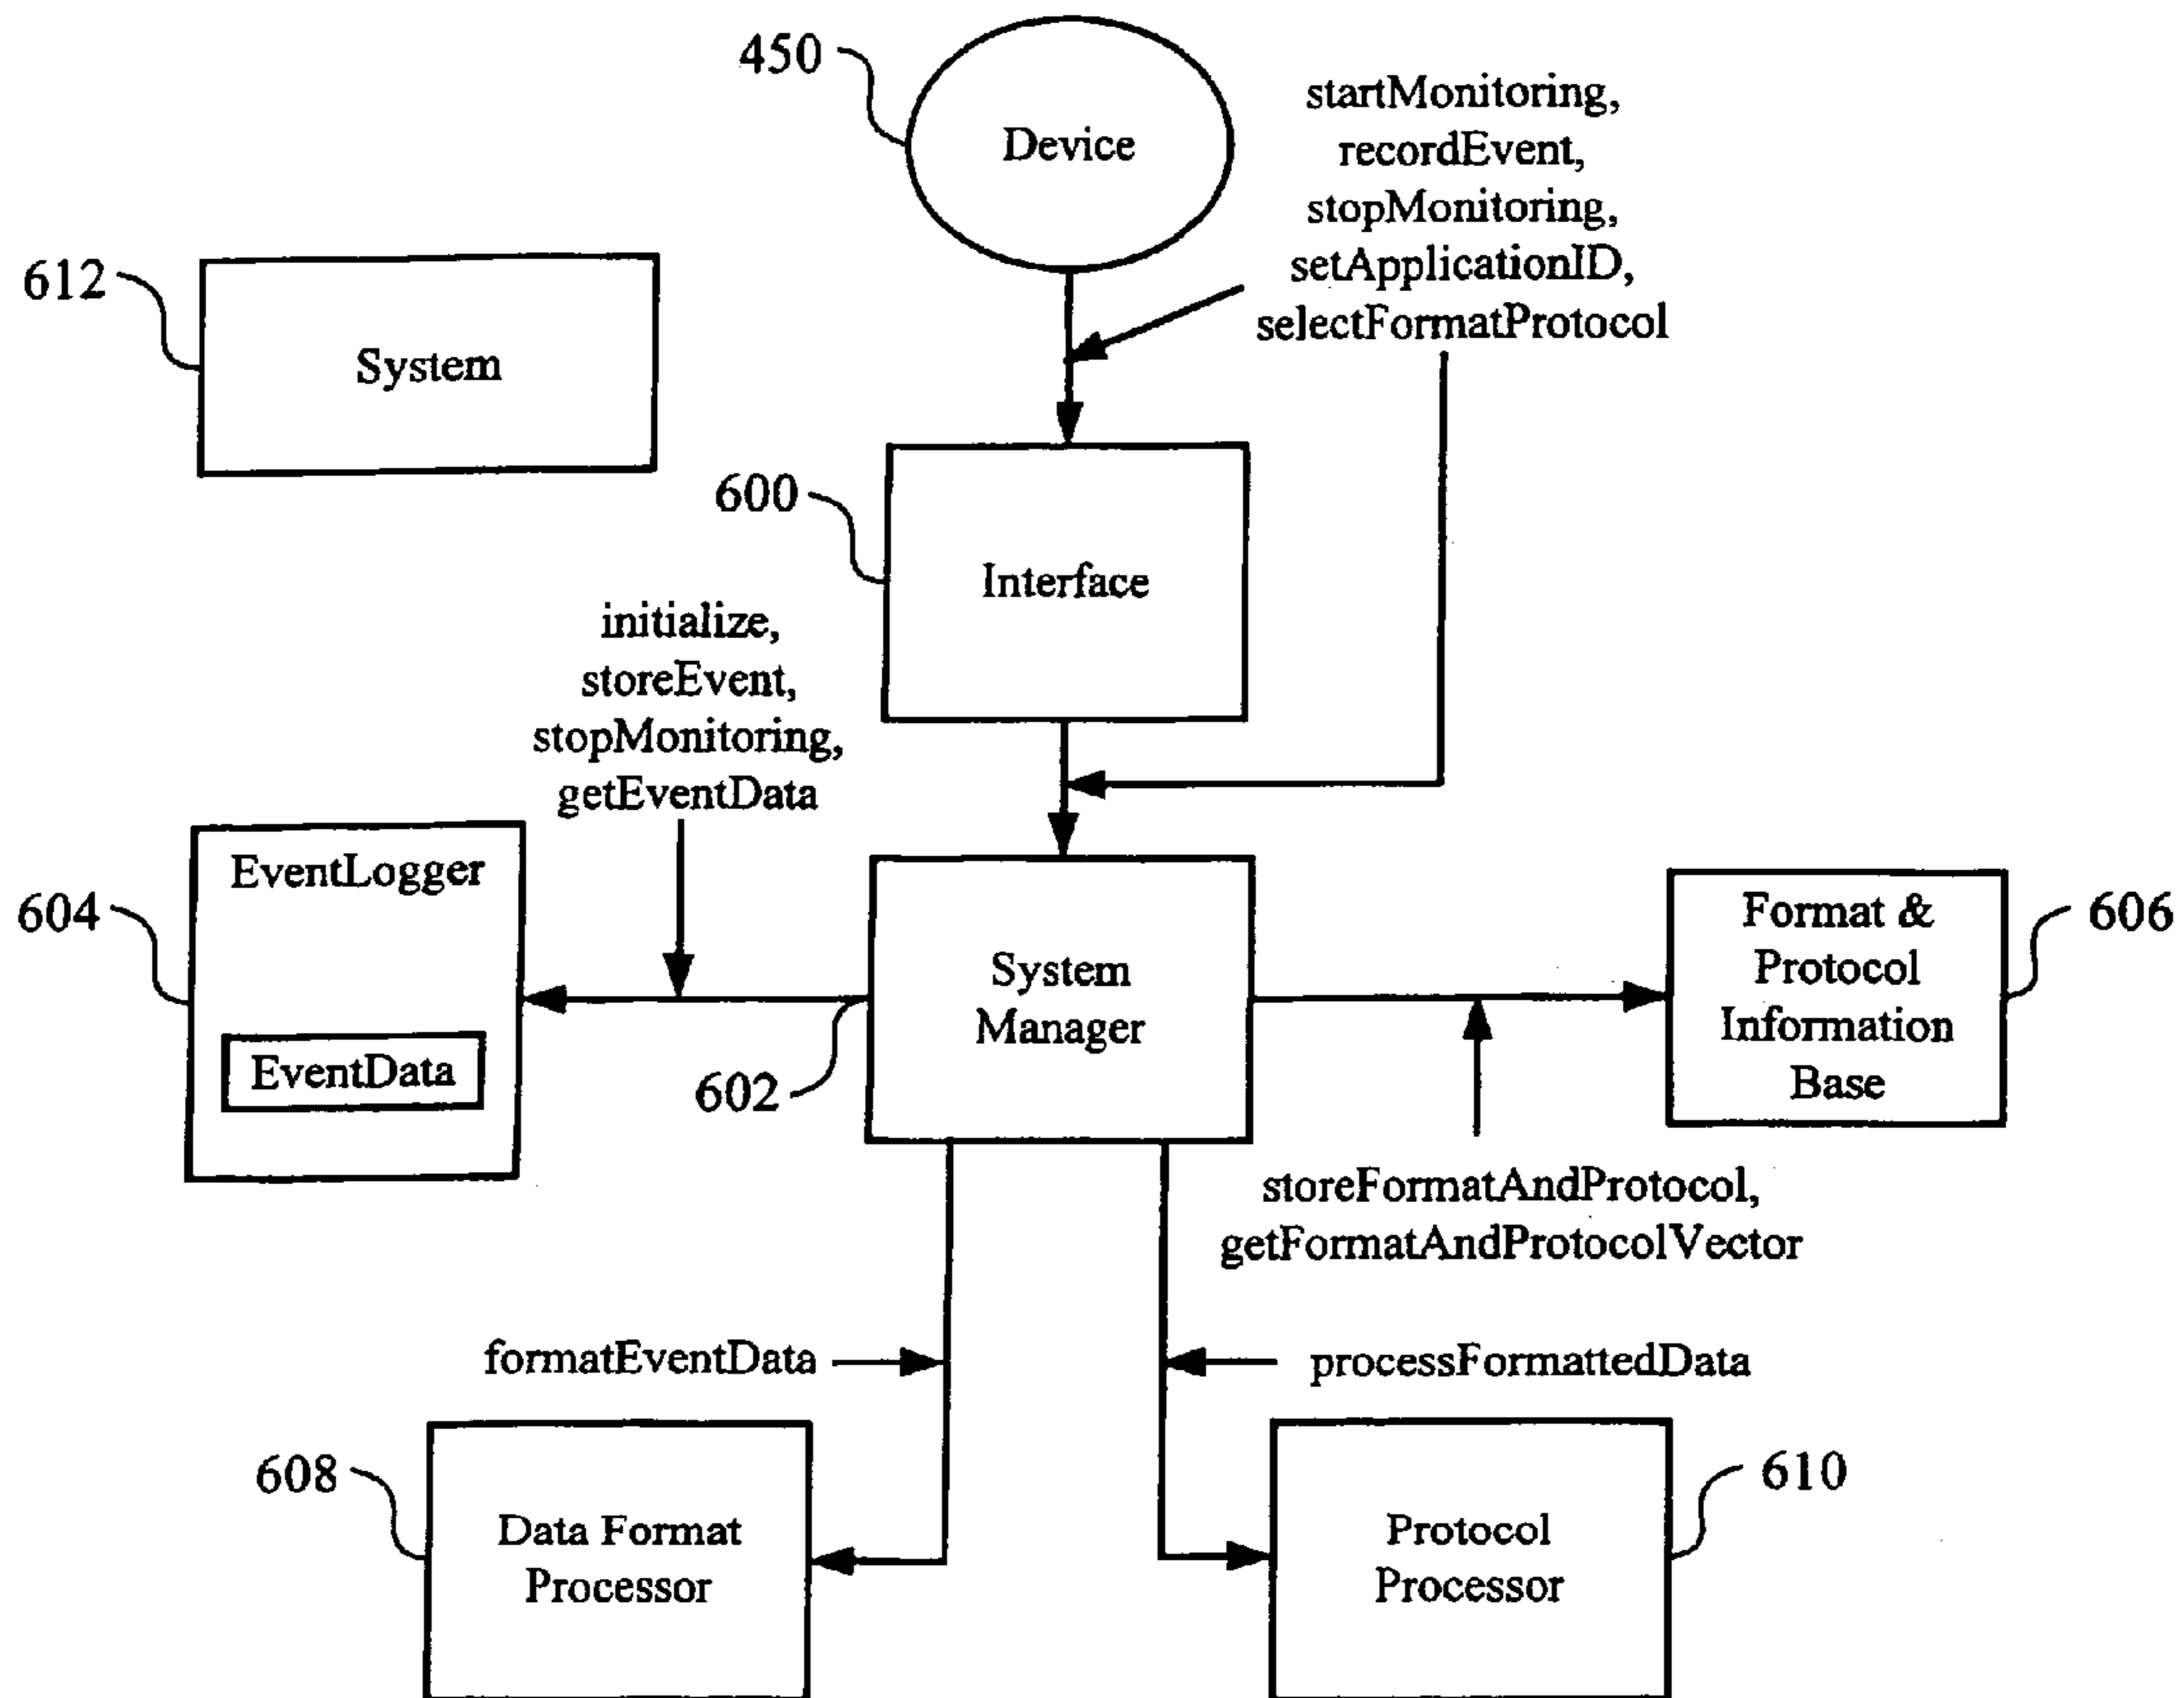 450
Device
startMonitoring,
recordEvent,
stopMonitoring,
setApplicationID,
selectFormatProtocol
612
System
600
Interface
initialize,
storeEvent,
stopMonitoring,
getEventData
604
EventLogger
EventData
602
System
Manager
Format &
Protocol
Information
Base
606
storeFormatAndProtocol,
getFormatAndProtocolVector
formatEventData
processFormattedData
608
Data Format
Processor
Protocol
Processor
610